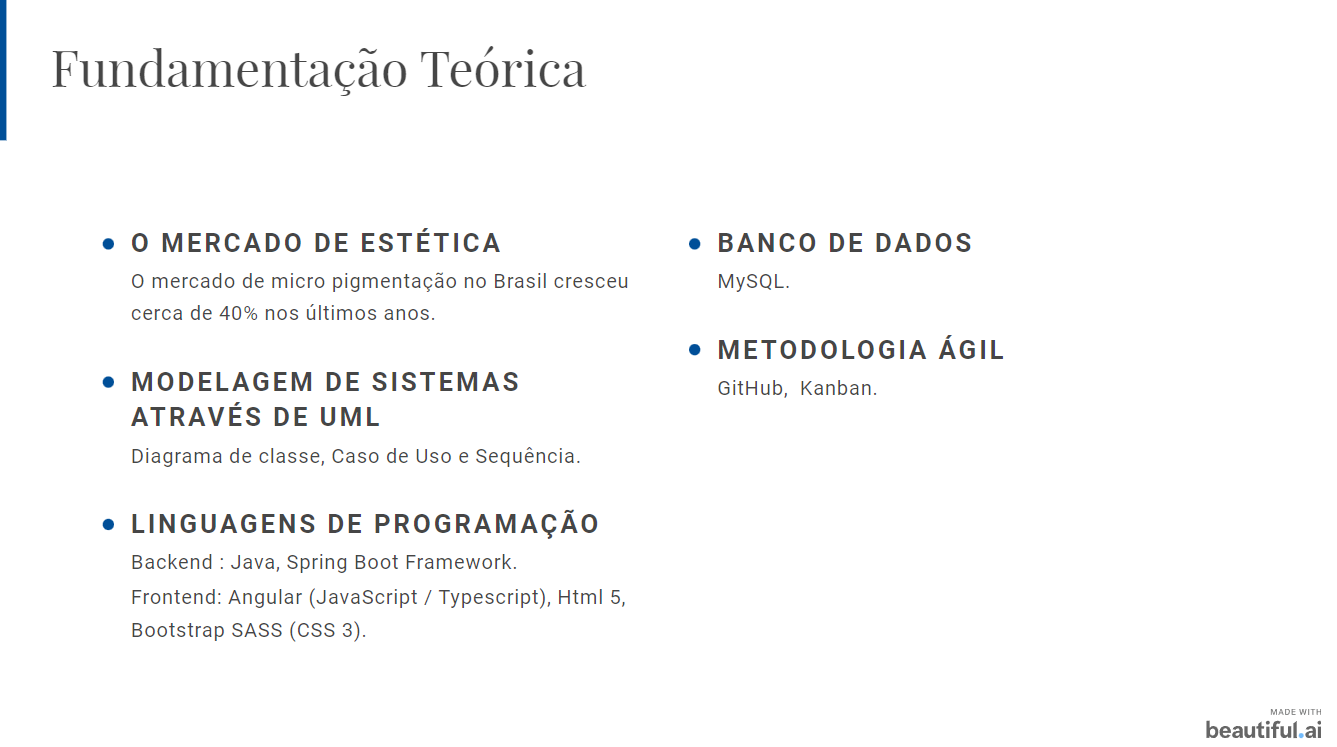 Fundamentação Teórica
O MERCADO DE ESTÉTICA
O mercado de micro pigmentação no Brasil cresceu
cerca de 40% nos últimos anos.
MODELAGEM DE SISTEMAS
ATRAVÉS DE UML
Diagrama de classe, Caso de Uso e Sequência.
LINGUAGENS DE PROGRAMAÇÃO
Backend : Java, Spring Boot Framework.
Frontend: Angular (JavaScript / Typescript), Html 5,
Bootstrap SASS (CSS 3).
BANCO DE DADOS
MySQL.
METODOLOGIA ÁGIL
GitHub,  Kanban.
MADE WITH
beautiful.ai